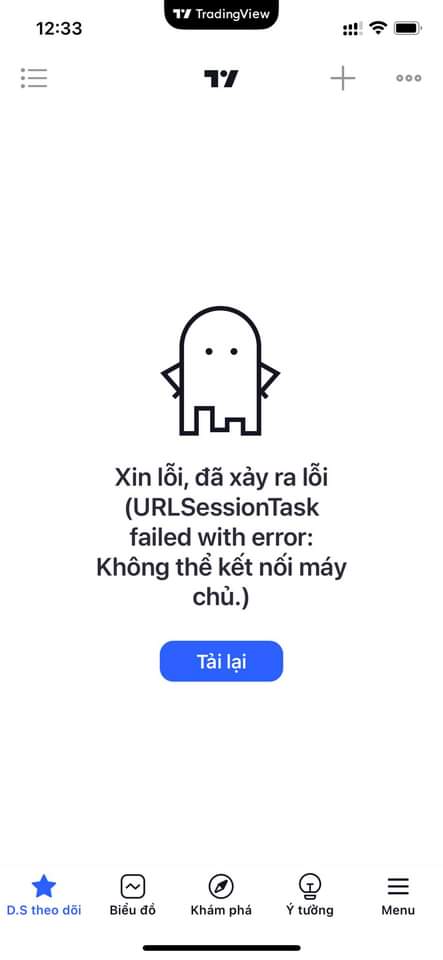 TradingView
12:33
Xin lỗi, đã xảy ra lỗi
(URLSessionTask
failed with error:
Không thể kết nối máy
chủ.)
Tải lại
D.S theo dõi
Biểu đồ
Khám phá
Ý tưởng
Menu